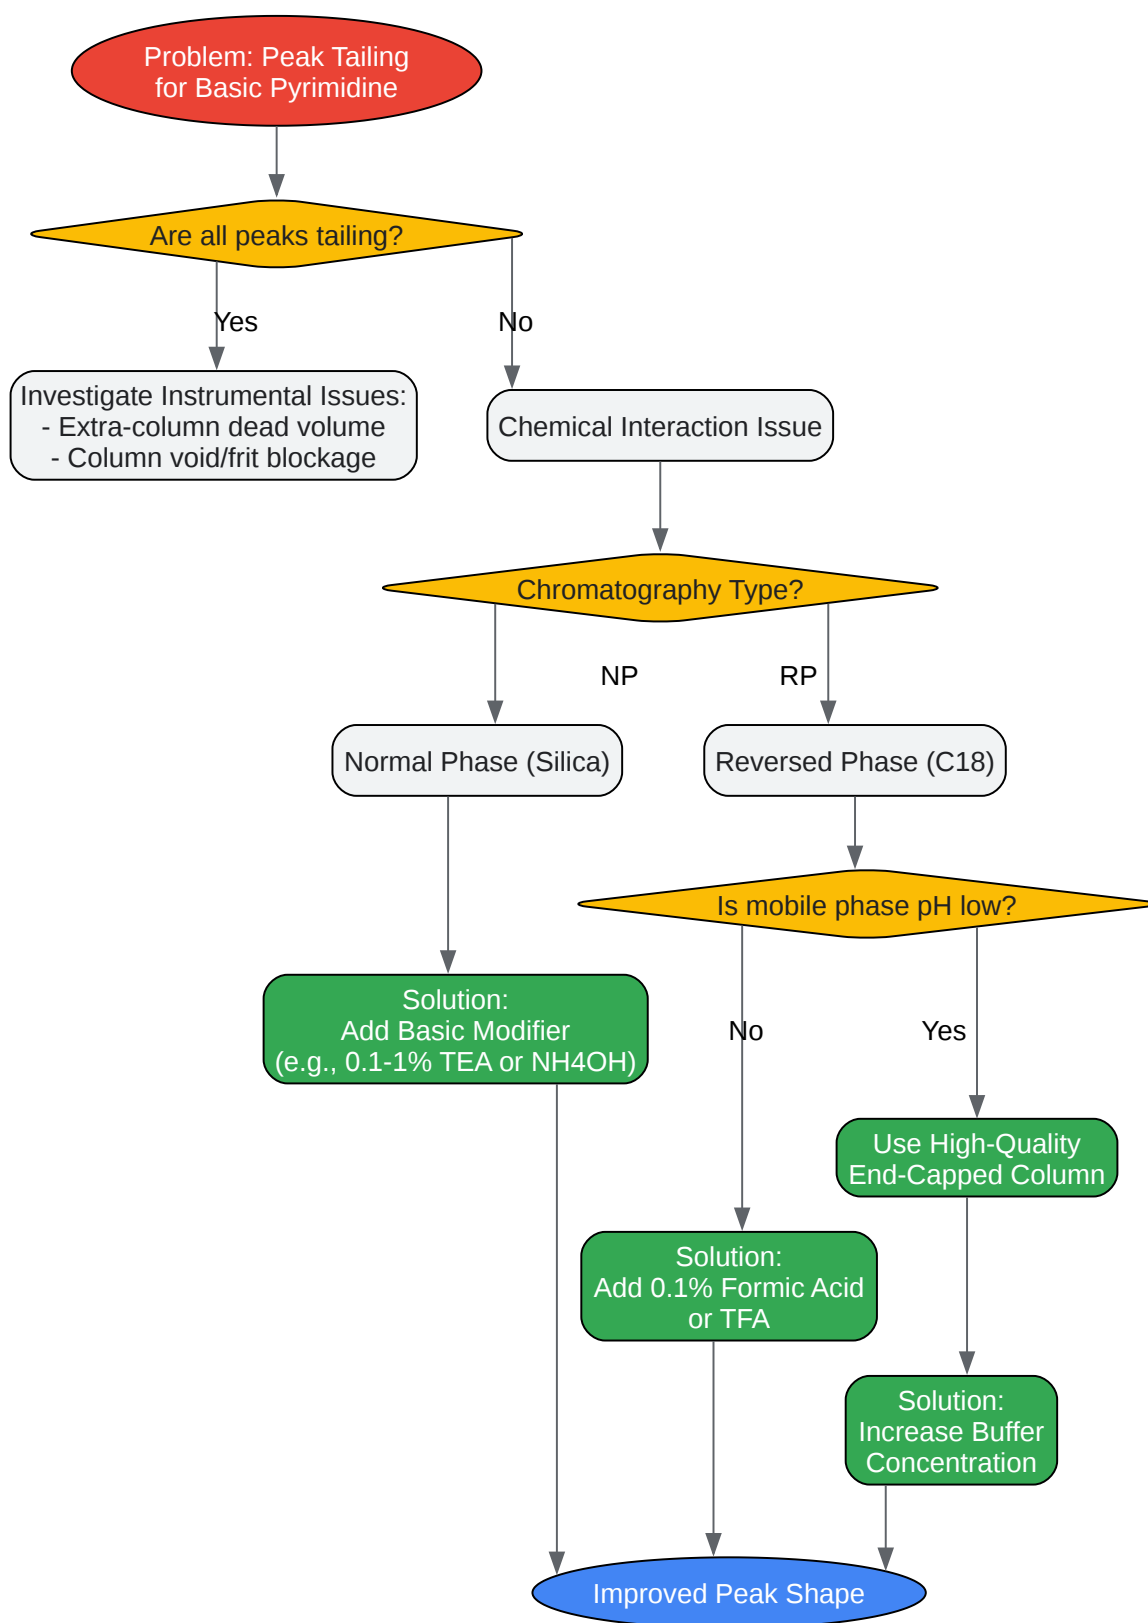 Problem: Peak Tailing
for Basic Pyrimidine
Are all peaks tailing?
Yes
No
Investigate Instrumental Issues:
- Extra-column dead volume
- Column void/frit blockage
Chemical Interaction Issue
Chromatography Type?
NP
RP
Normal Phase (Silica)
Reversed Phase (C18)
Is mobile phase pH low?
Solution:
Add Basic Modifier
(e.g., 0.1-1% TEA or NH4OH)
No
Yes
Use High-Quality
End-Capped Column
Solution:
Add 0.1% Formic Acid
or TFA
Solution:
Increase Buffer
Concentration
Improved Peak Shape